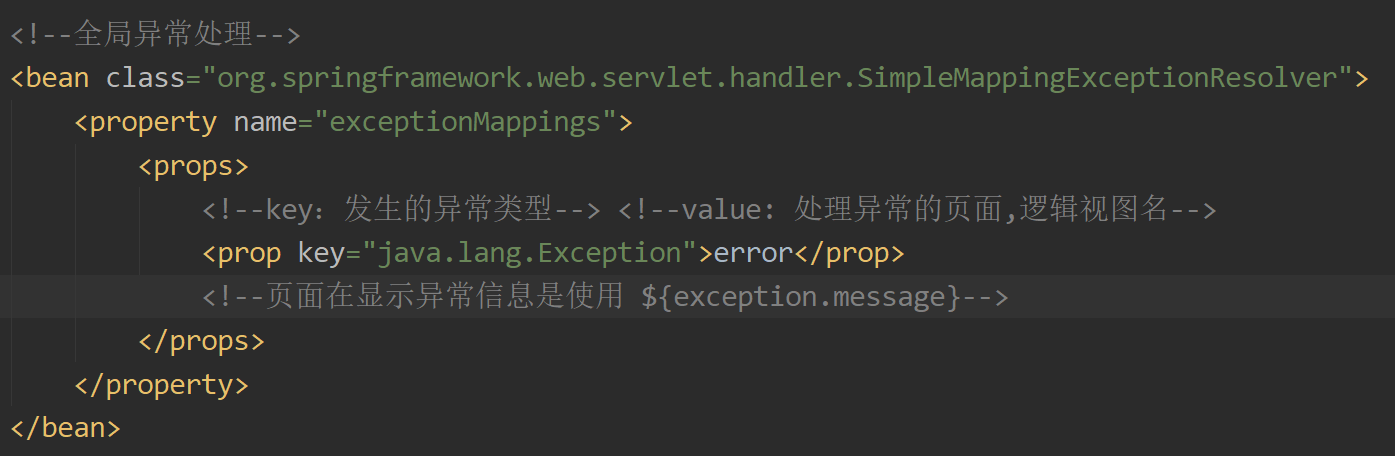 <!--全局异常处理-->
<bean class="org.springframework.web.servlet.handler.SimpleMappingExceptionResolver">
<property name="exceptionMappings">
<props>
<!--key：发生的异常类型--> <!--value: 处理异常的页面,逻辑视图名-->
<prop key="java.lang.Exception">error</prop>
<!--页面在显示异常信息是使用 ${exception.message}-->
</props>
</property>
</bean>